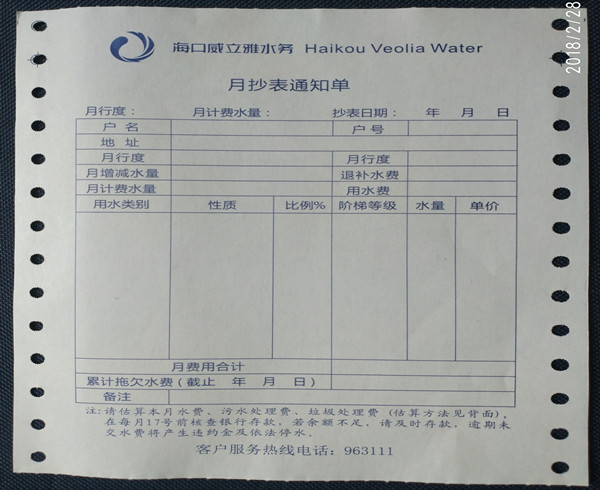 海口威立雅水务 Haikou Veolia Water
2018/2/28
月抄表通知单
月行度： 月计费水量： 抄表日期： 年 月 日
户 名 户 号
地 址
月行度 月行度
月增减水量 退补水费
月计费水量 用水费
用水类别 性质 比例% 阶梯等级 水量 单价
月费用合计
累计拖欠水费(截止 年 月 日)
备注
注:请估算本月水费、污水处理费、垃圾处理费(估算方法见背面),
在每月17号前核查银行存款，若余额不足，请及时存款，逾期未
交水费将产生违约金及依法停水。
客户服务热线电话：963111